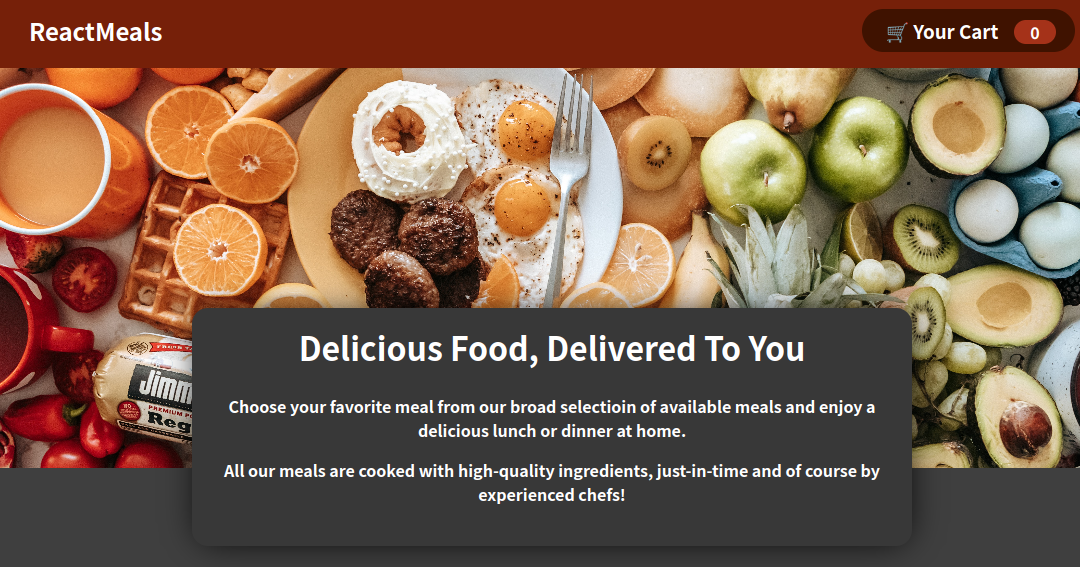 ReactMeals
Your Cart 0
Delicious Food, Delivered To You
Choose your favorite meal from our broad selectioin of available meals and enjoy a
delicious lunch or dinner at home.
All our meals are cooked with high-quality ingredients, just-in-time and of course by
experienced chefs!
Jimm
PREMIUM PO
Reg